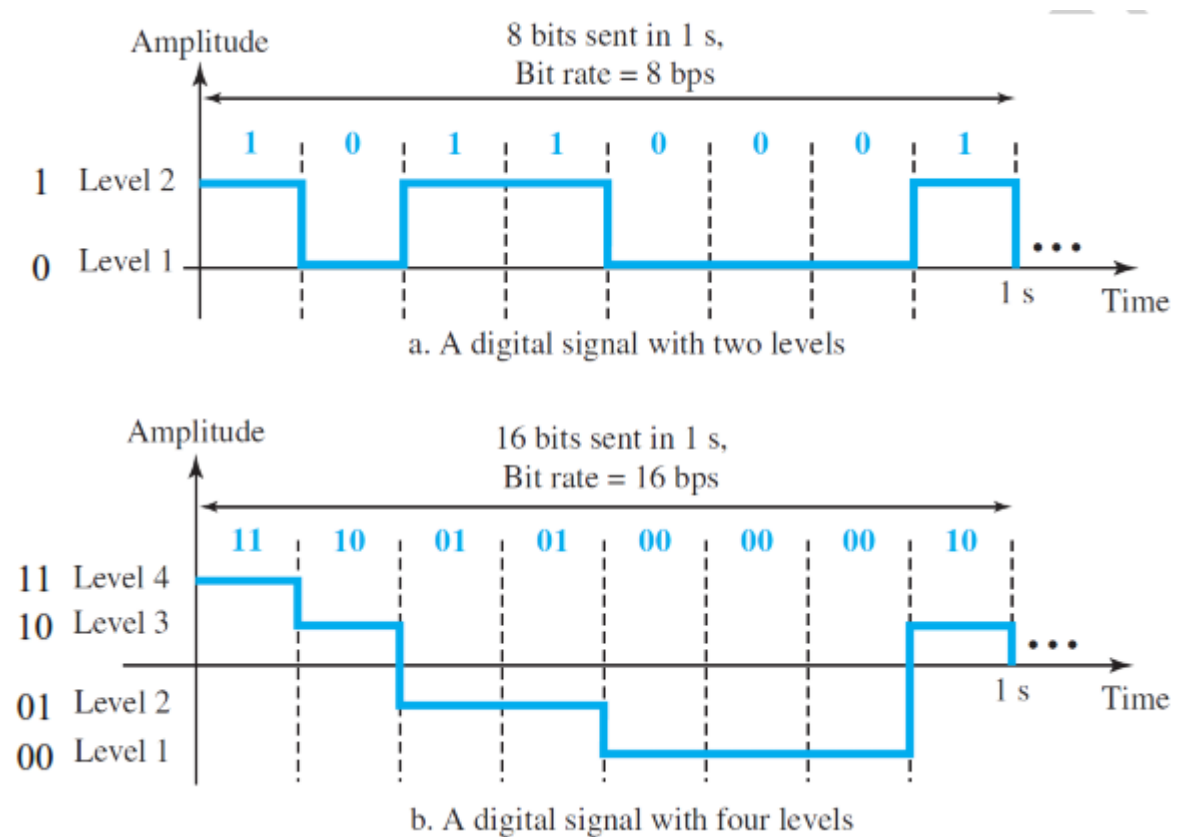 8 bits sent in 1 s,
Amplitude
Bit rate = 8 bps
1 0 1 1 0 0 0 1
1 Level 2
0 Level 1
...
1 s
Time
a. A digital signal with two levels
Amplitude
16 bits sent in 1 s,
Bit rate = 16 bps
11 10 01 01 00 00 00 10
11 Level 4
10 Level 3
...
01 Level 2
1 s
Time
00 Level 1
b. A digital signal with four levels